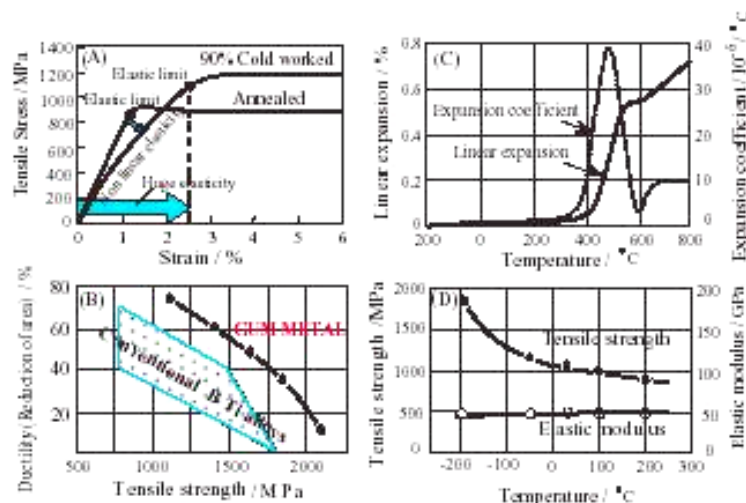 (A)
90% Cold worked
Elastic limit
Elastic limit
Annealed
Non linear elasticity
Huge elasticity
Tensile Stress / MPa
1400
1200
1000
800
600
400
200
0
0 1 2 3 4 5 6
Strain / %
(C)
Expansion coefficient
Linear expansion
Linear expansion / %
0.8
0.6
0.4
0.2
0
Expansion coefficient / 10⁻⁶/ °C
40
30
20
10
0
-200 0 200 400 600 800
Temperature / °C
(B)
GUM METAL
Conventional β Ti alloys
Ductility (Reduction of area) / %
80
60
40
20
500 1000 1500 2000
Tensile strength / MPa
(D)
Tensile strength
Elastic modulus
Tensile strength / MPa
2000
1500
1000
500
0
Elastic modulus / GPa
200
150
100
50
0
-200 -100 0 100 200 300
Temperature / °C